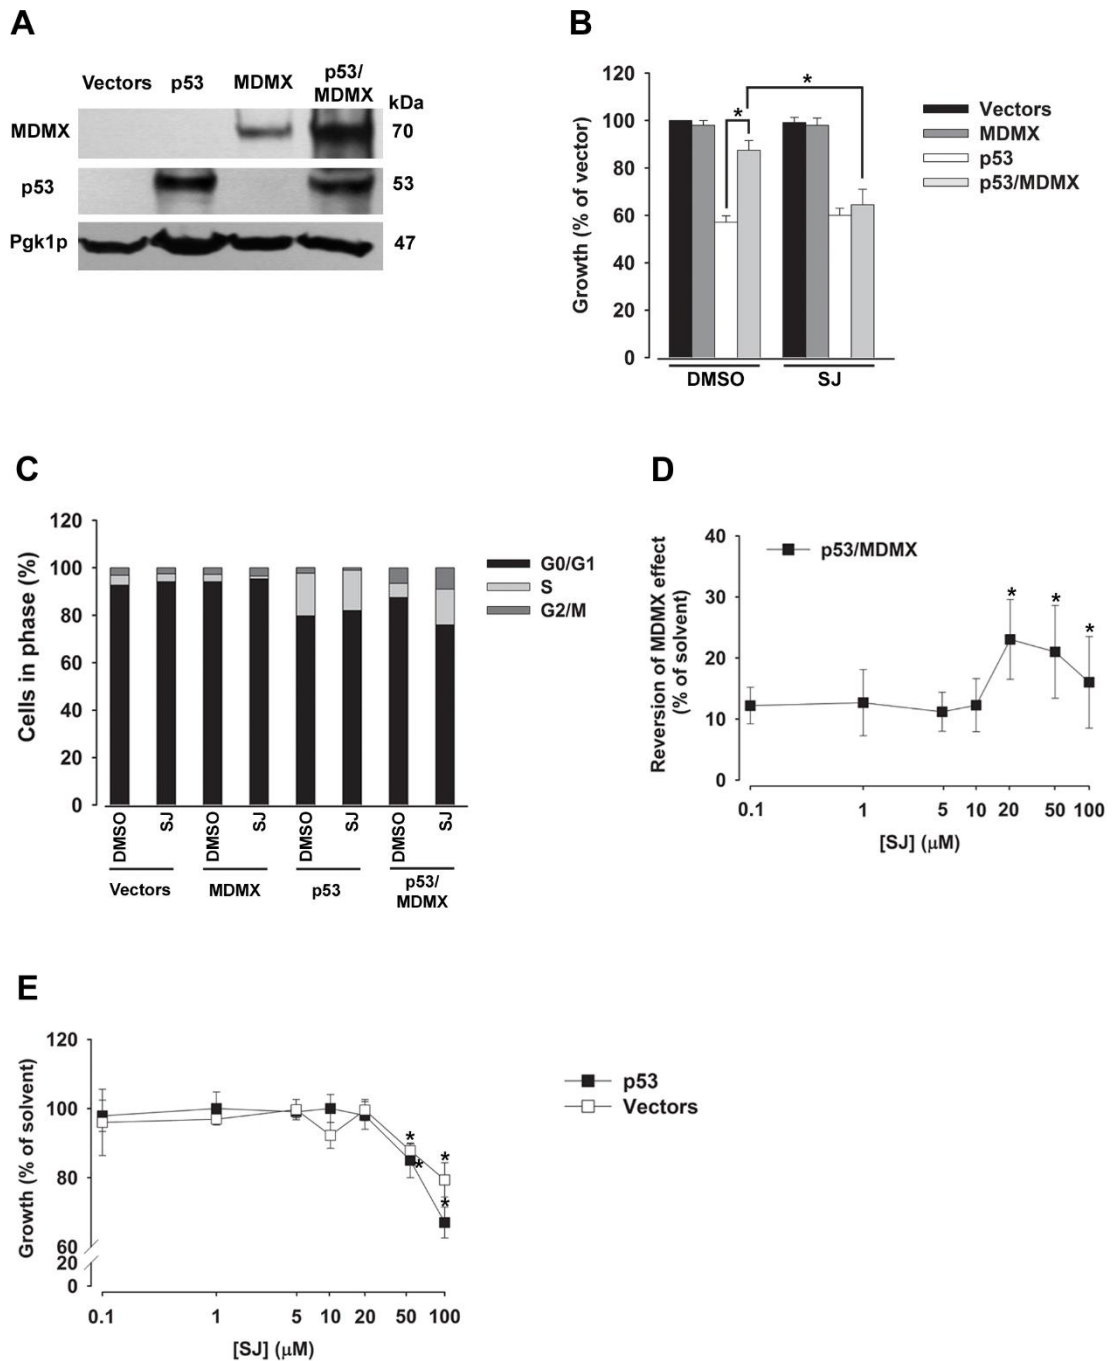 A
Vectors p53 MDMX p53/
MDMX
kDa
MDMX 70
p53 53
Pgk1p 47
B
Growth (% of vector)
120
100
80
60
40
20
0
* *
DMSO SJ
Vectors
MDMX
p53
p53/MDMX
C
Cells in phase (%)
120
100
80
60
40
20
0
DMSO SJ DMSO SJ DMSO SJ DMSO SJ
Vectors MDMX p53 p53/
MDMX
G0/G1
S
G2/M
D
Reversion of MDMX effect
(% of solvent)
40
30
20
10
0
p53/MDMX
* * *
0.1 1 5 10 20 50 100
[SJ] (μM)
E
Growth (% of solvent)
120
100
80
60
20
0
* * * *
0.1 1 5 10 20 50 100
[SJ] (μM)
p53
Vectors